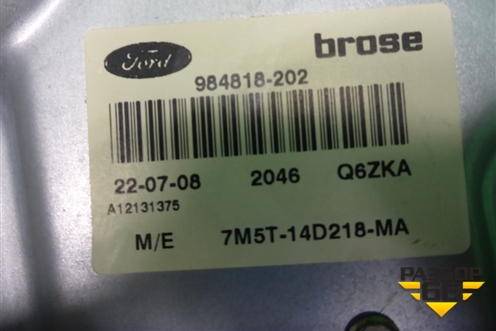 Ford brose
984818-202
22-07-08 2046 Q6ZKA
A12131375
M/E 7M5T-14D218-MA
РАЗБОР